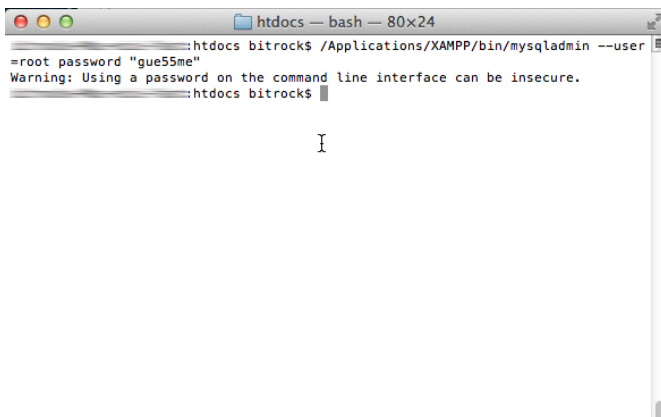 htdocs — bash — 80×24
:htdocs bitrock$ /Applications/XAMPP/bin/mysqladmin --user
=root password "gue55me"
Warning: Using a password on the command line interface can be insecure.
:htdocs bitrock$